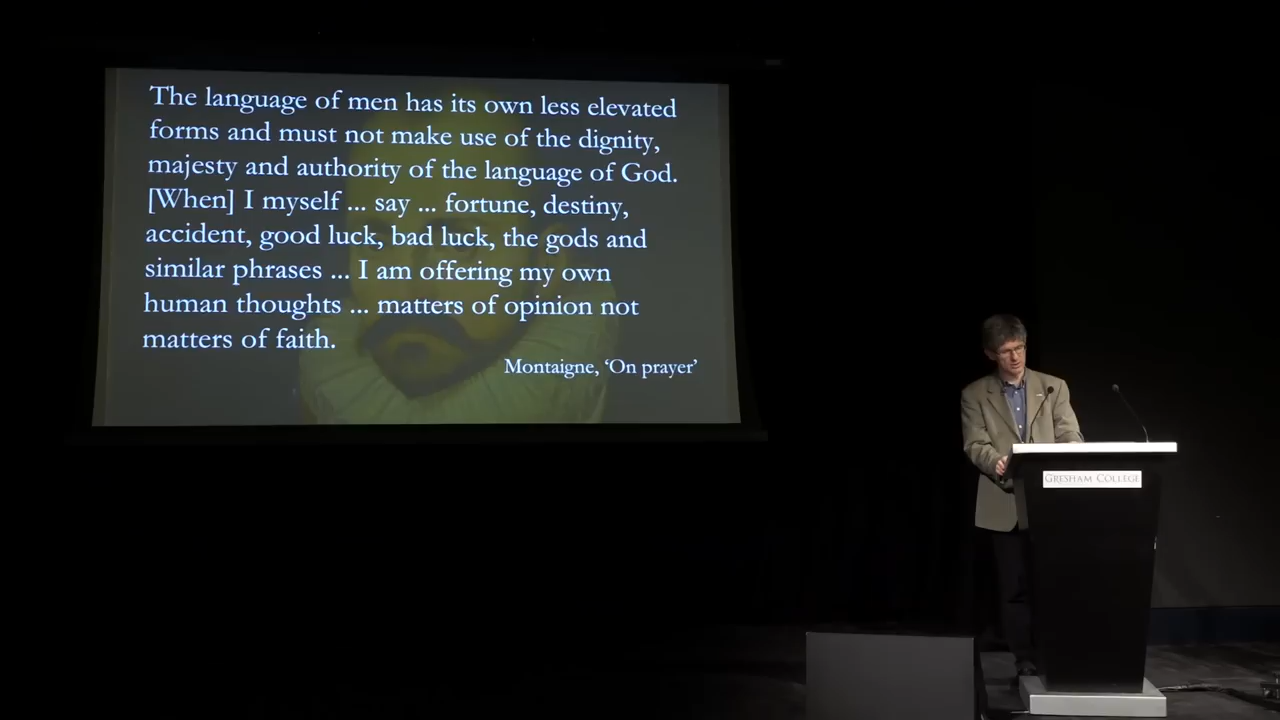 The language of men has its own less elevated
forms and must not make use of the dignity,
majesty and authority of the language of God.
[When] I myself ... say ... fortune, destiny,
accident, good luck, bad luck, the gods and
similar phrases ... I am offering my own
human thoughts ... matters of opinion not
matters of faith.
Montaigne, ‘On prayer’
GRESHAM COLLEGE